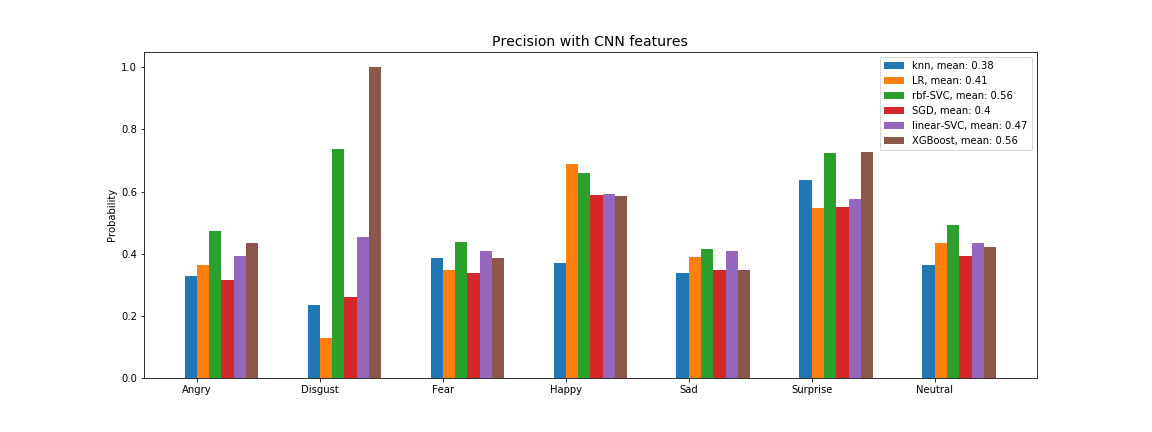 Precision with CNN features
knn, mean: 0.38
LR, mean: 0.41
rbf-SVC, mean: 0.56
SGD, mean: 0.4
linear-SVC, mean: 0.47
XGBoost, mean: 0.56
Probability
1.0
0.8
0.6
0.4
0.2
0.0
Angry Disgust Fear Happy Sad Surprise Neutral